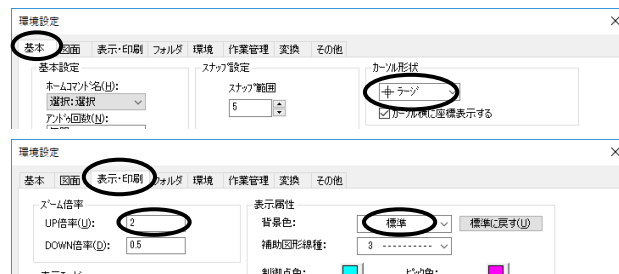 環境設定
基本 図面 表示・印刷 フォルダ 環境 作業管理 変換 その他
基本設定 スナップ設定 カーソル形状
ホームコマンド名(H): スナップ範囲
選択:選択 5 ラージ
アンドゥ回数(N): カーソル横に座標表示する
環境設定
基本 図面 表示・印刷 フォルダ 環境 作業管理 変換 その他
ズーム倍率 表示属性
UP倍率(U): 2 背景色: 標準 標準に戻す(U)
DOWN倍率(D): 0.5 補助図形線種: 3 ----------
制御点色: ピック色: